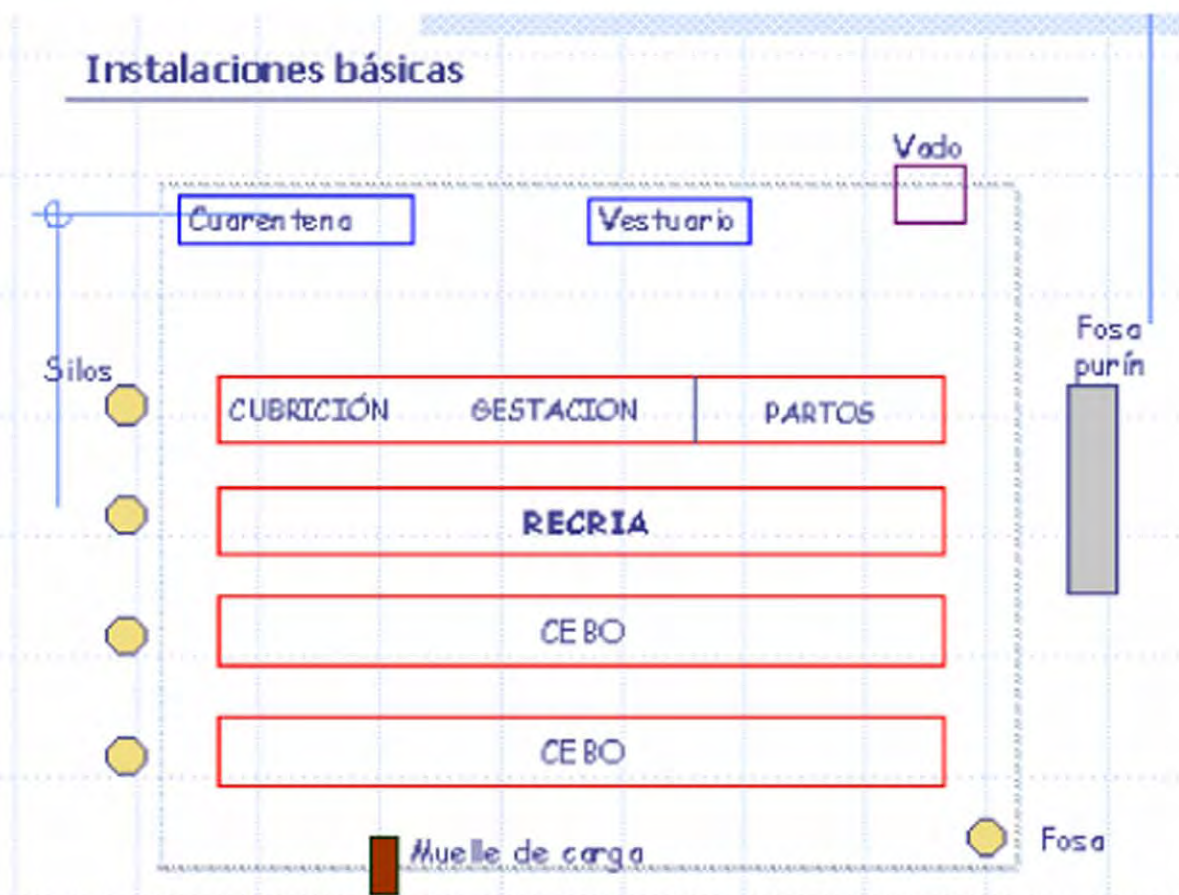 Instalaciones básicas
Vado
Cuarentena
Vestuario
Silos
Fosa
purín
CUBRICIÓN GESTACION PARTOS
RECRIA
CEBO
CEBO
Muelle de carga
Fosa